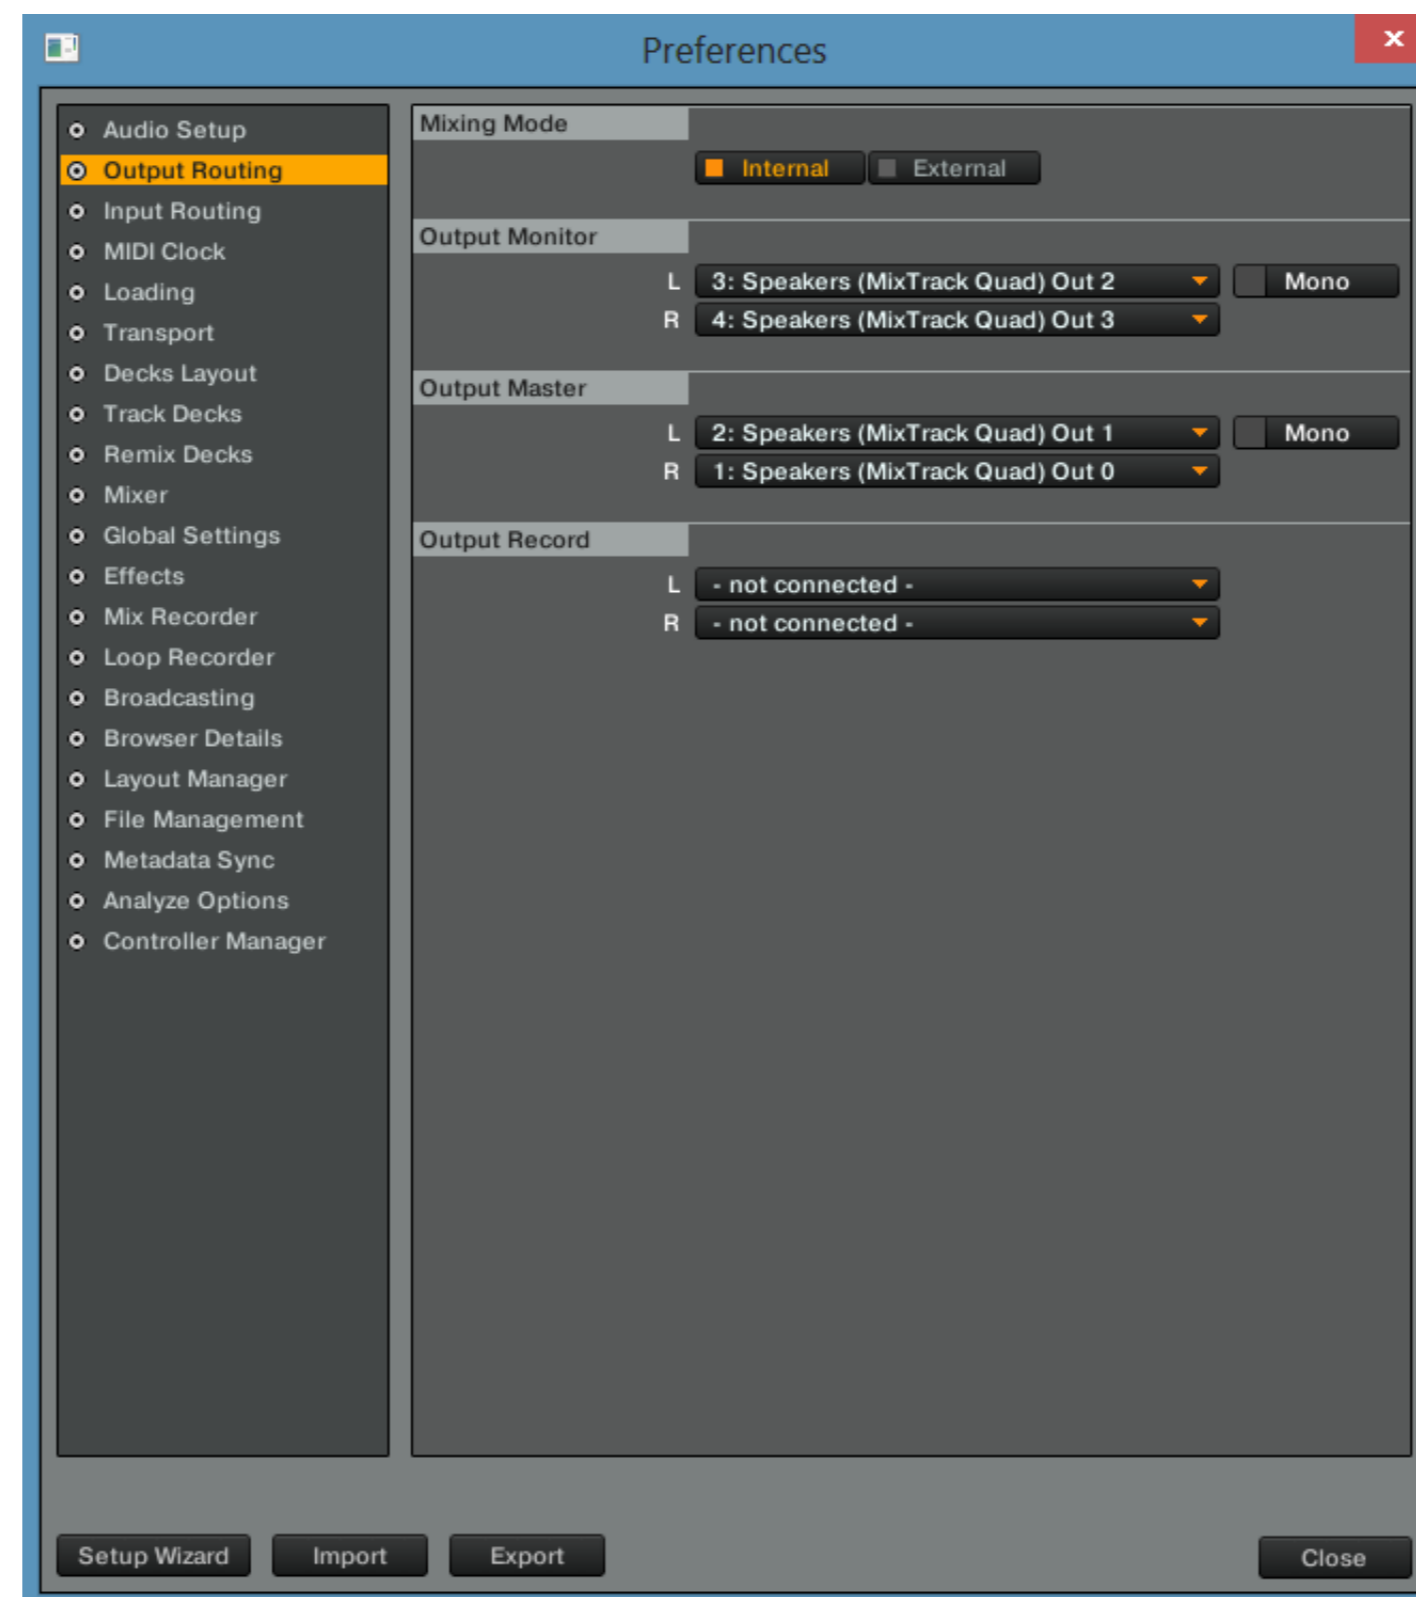 Preferences
x
Audio Setup
Output Routing
Input Routing
MIDI Clock
Loading
Transport
Decks Layout
Track Decks
Remix Decks
Mixer
Global Settings
Effects
Mix Recorder
Loop Recorder
Broadcasting
Browser Details
Layout Manager
File Management
Metadata Sync
Analyze Options
Controller Manager
Mixing Mode
Internal External
Output Monitor
L 3: Speakers (MixTrack Quad) Out 2 Mono
R 4: Speakers (MixTrack Quad) Out 3
Output Master
L 2: Speakers (MixTrack Quad) Out 1 Mono
R 1: Speakers (MixTrack Quad) Out 0
Output Record
L - not connected -
R - not connected -
Setup Wizard Import Export Close